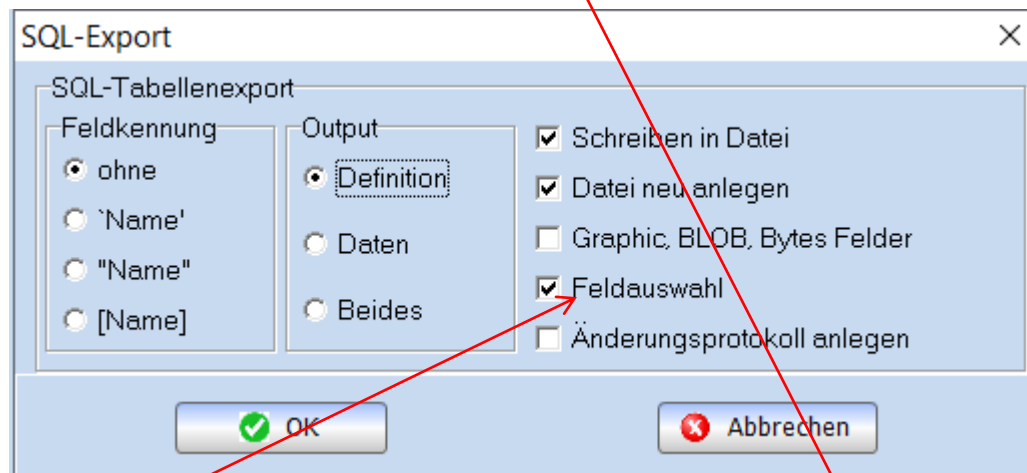 SQL-Export
SQL-Tabellenexport
Feldkennung
ohne
`Name'
"Name"
[Name]
Output
Definition
Daten
Beides
Schreiben in Datei
Datei neu anlegen
Graphic, BLOB, Bytes Felder
Feldauswahl
Änderungsprotokoll anlegen
OK
Abbrechen